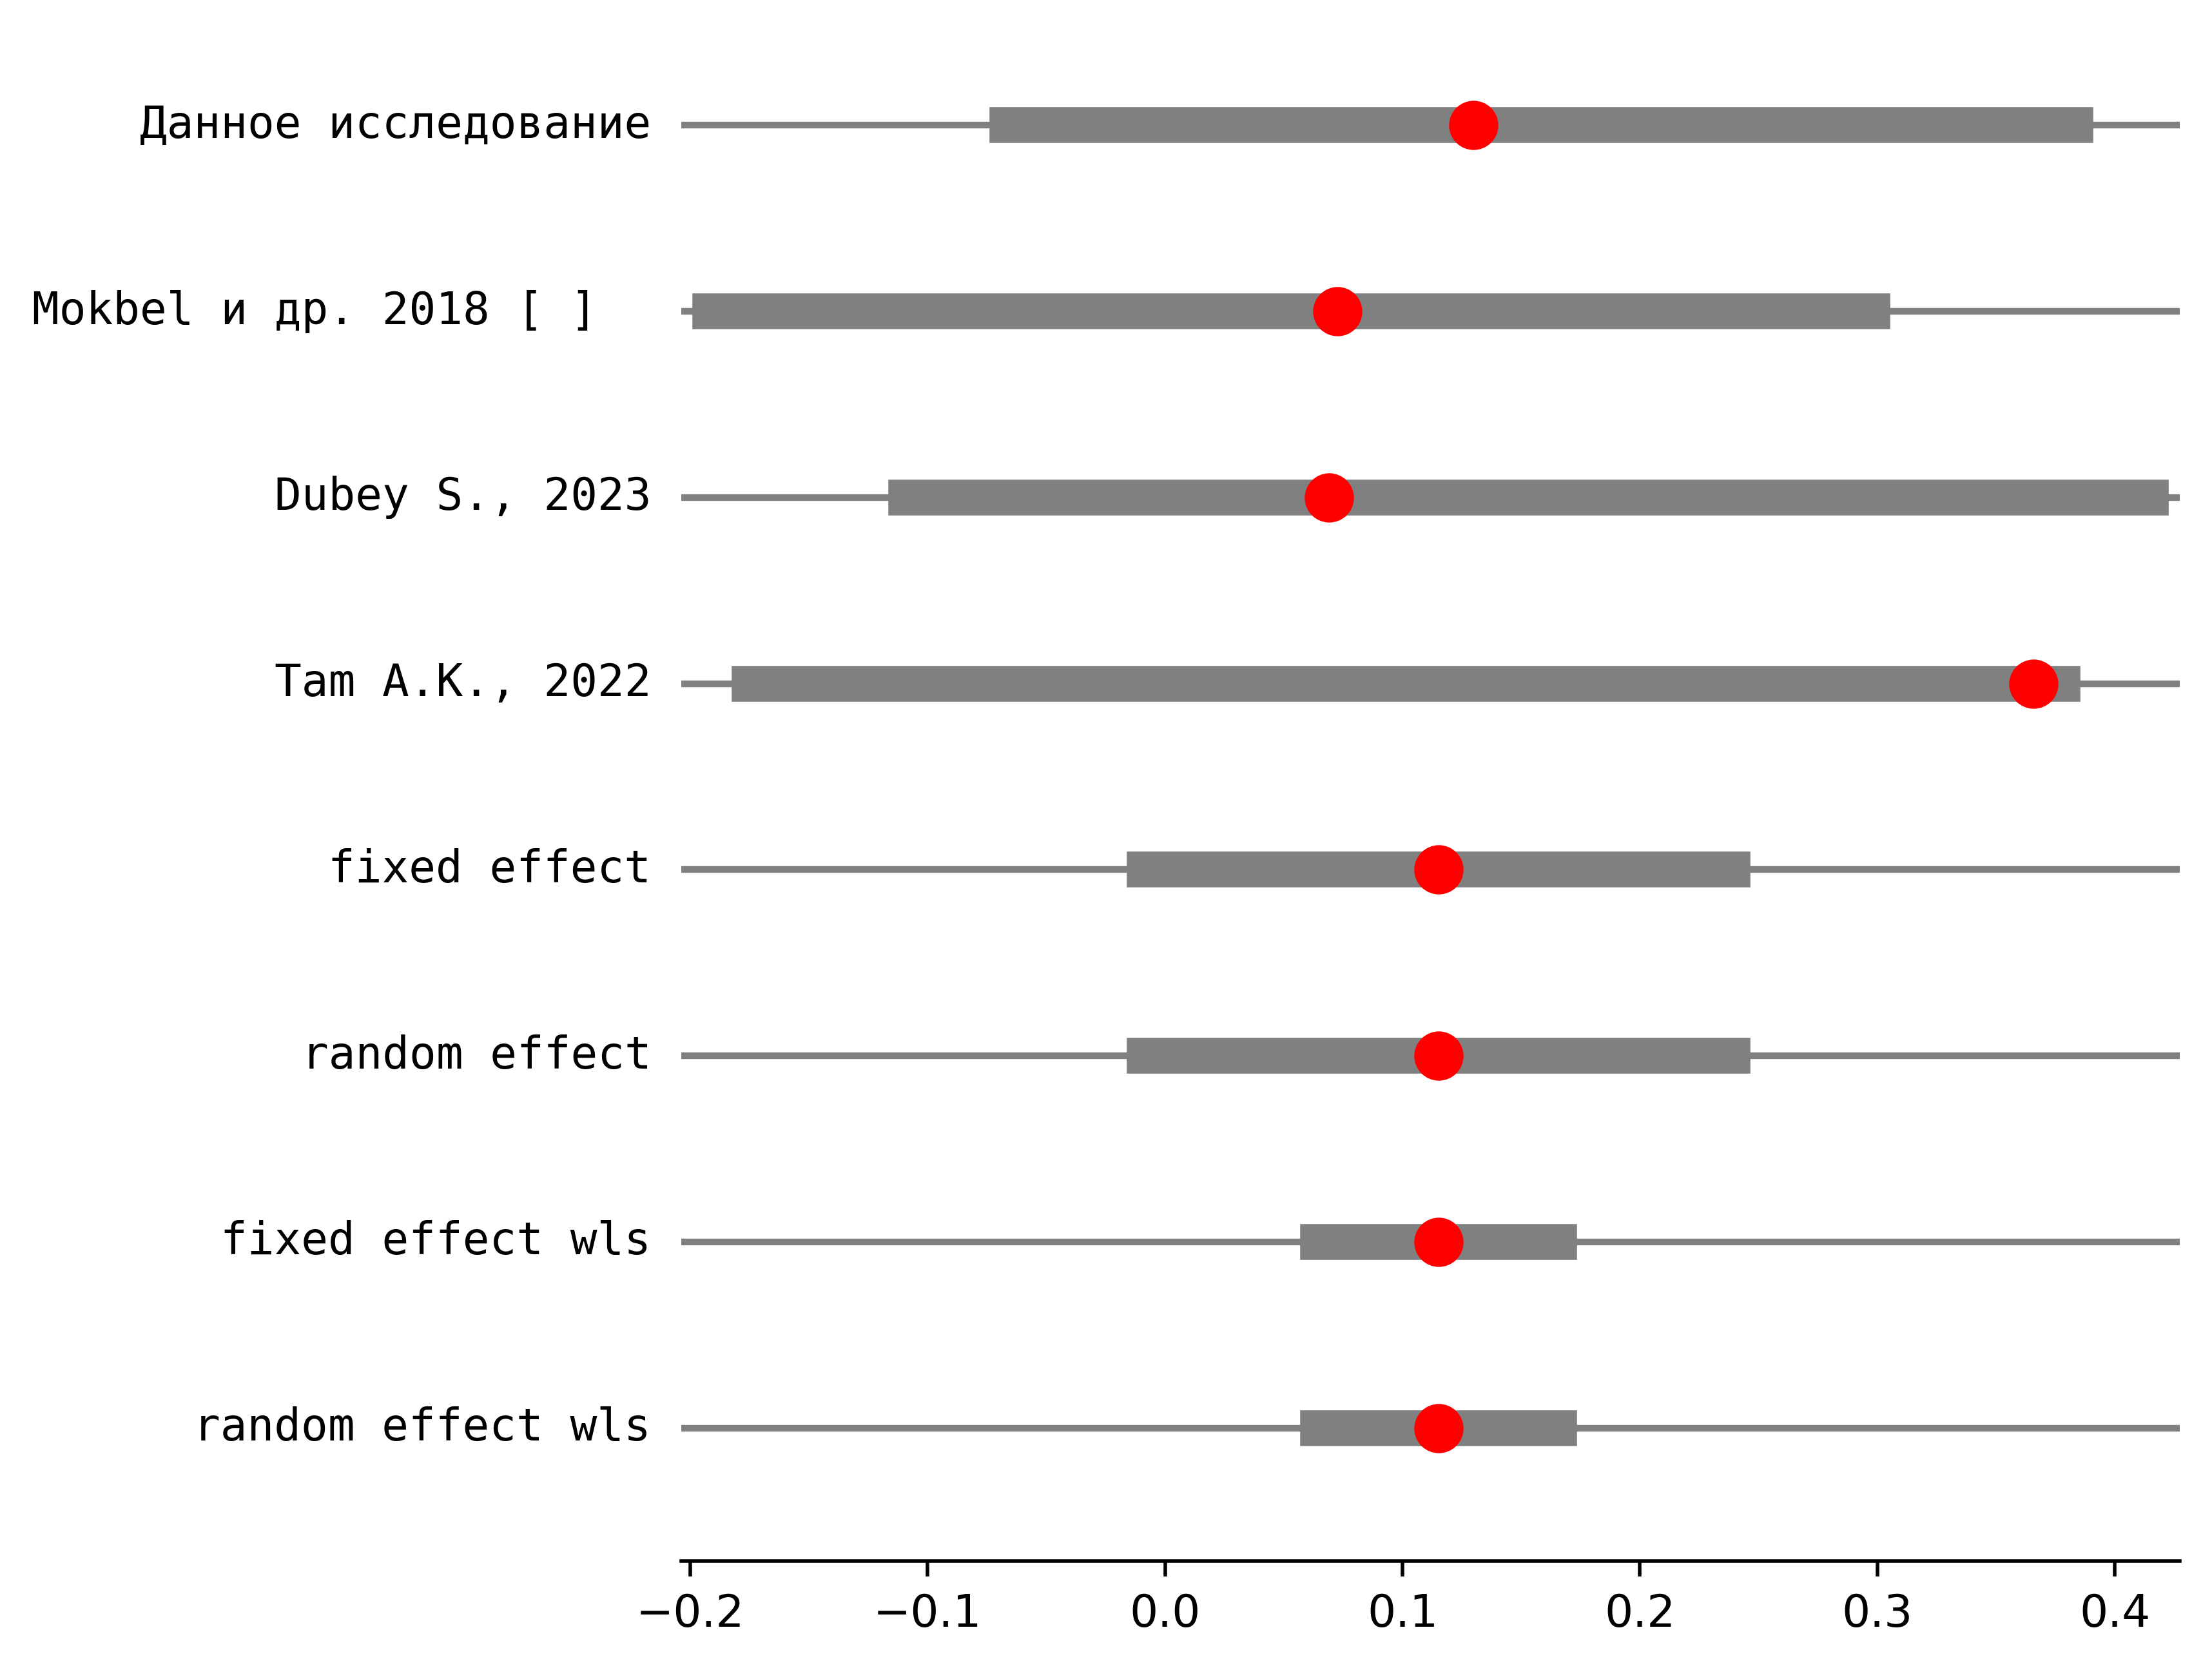 Данное исследование
Mokbel и др. 2018 [ ]
Dubey S., 2023
Tam A.K., 2022
fixed effect
random effect
fixed effect wls
random effect wls
−0.2 −0.1 0.0 0.1 0.2 0.3 0.4